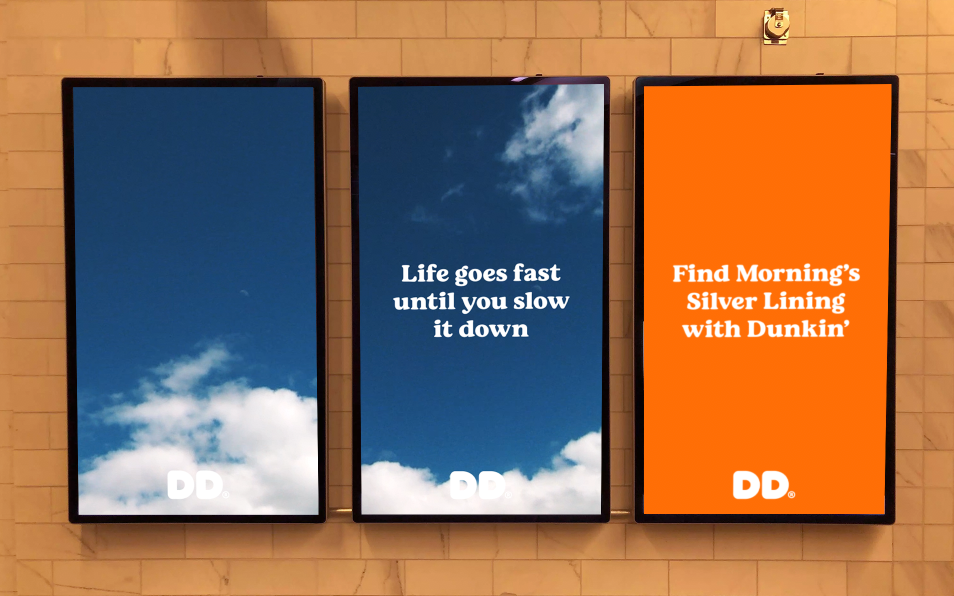 DD®
Life goes fast
until you slow
it down
DD®
Find Morning’s
Silver Lining
with Dunkin’
DD®